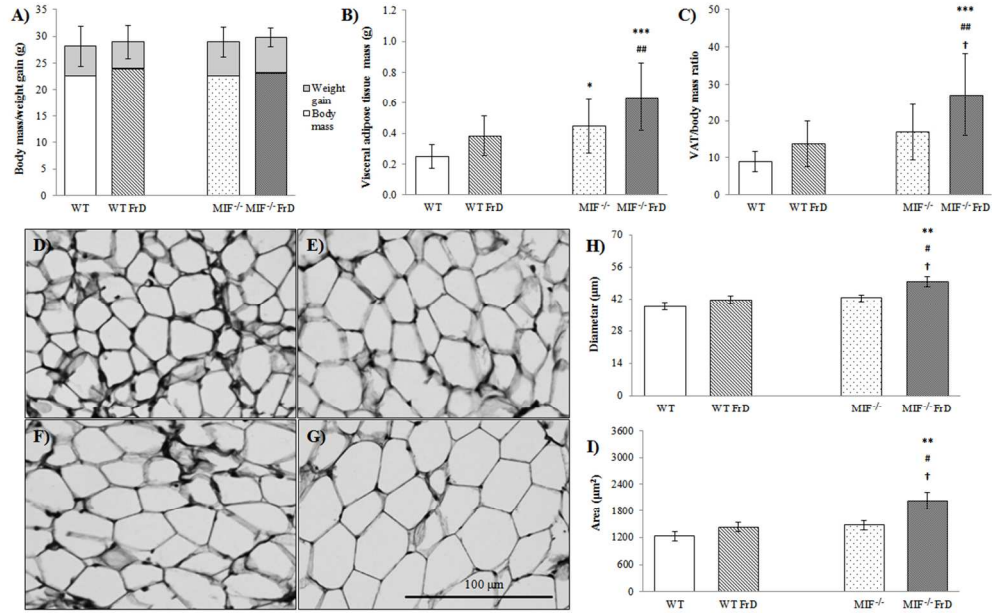 A)
Body mass/weight gain (g)
35
30
25
20
15
10
5
0
WT
WT FrD
MIF-/-
MIF-/- FrD
Weight gain
Body mass
B)
Visceral adipose tissue mass (g)
1.2
1.0
0.8
0.6
0.4
0.2
0.0
*
***
##
WT
WT FrD
MIF-/-
MIF-/- FrD
C)
VAT/body mass ratio
50
40
30
20
10
0
***
##
†
WT
WT FrD
MIF-/-
MIF-/- FrD
D)
E)
F)
G)
100 µm
H)
Diametar (µm)
70
56
42
28
14
0
**
#
†
WT
WT FrD
MIF-/-
MIF-/- FrD
I)
Area (µm²)
3600
3000
2400
1800
1200
600
0
**
#
†
WT
WT FrD
MIF-/-
MIF-/- FrD